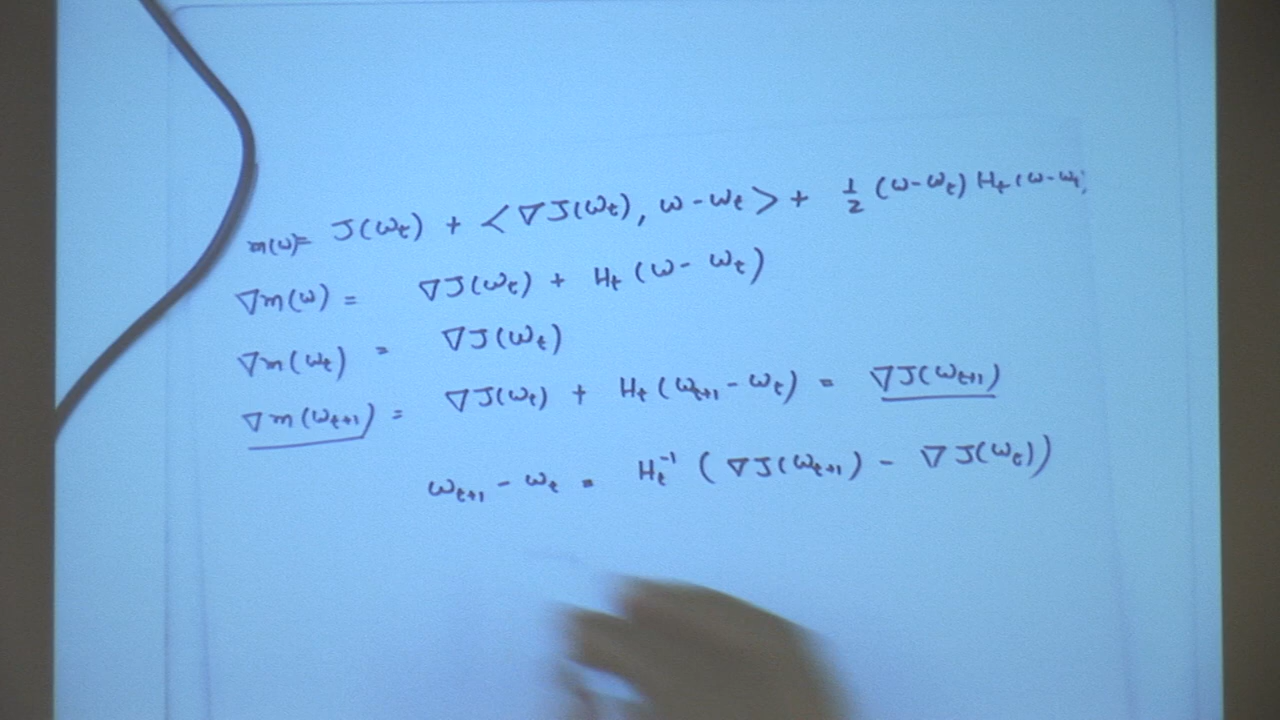 m(ω)= J(ω_t) + <∇J(ω_t), ω-ω_t> + 1/2 (ω-ω_t) H_t (ω-ω_t)
∇m(ω) = ∇J(ω_t) + H_t (ω-ω_t)
∇m(ω_t) = ∇J(ω_t)
∇m(ω_{t+1}) = ∇J(ω_t) + H_t (ω_{t+1} - ω_t) = ∇J(ω_{t+1})
ω_{t+1} - ω_t = H_t^{-1} (∇J(ω_{t+1}) - ∇J(ω_t))